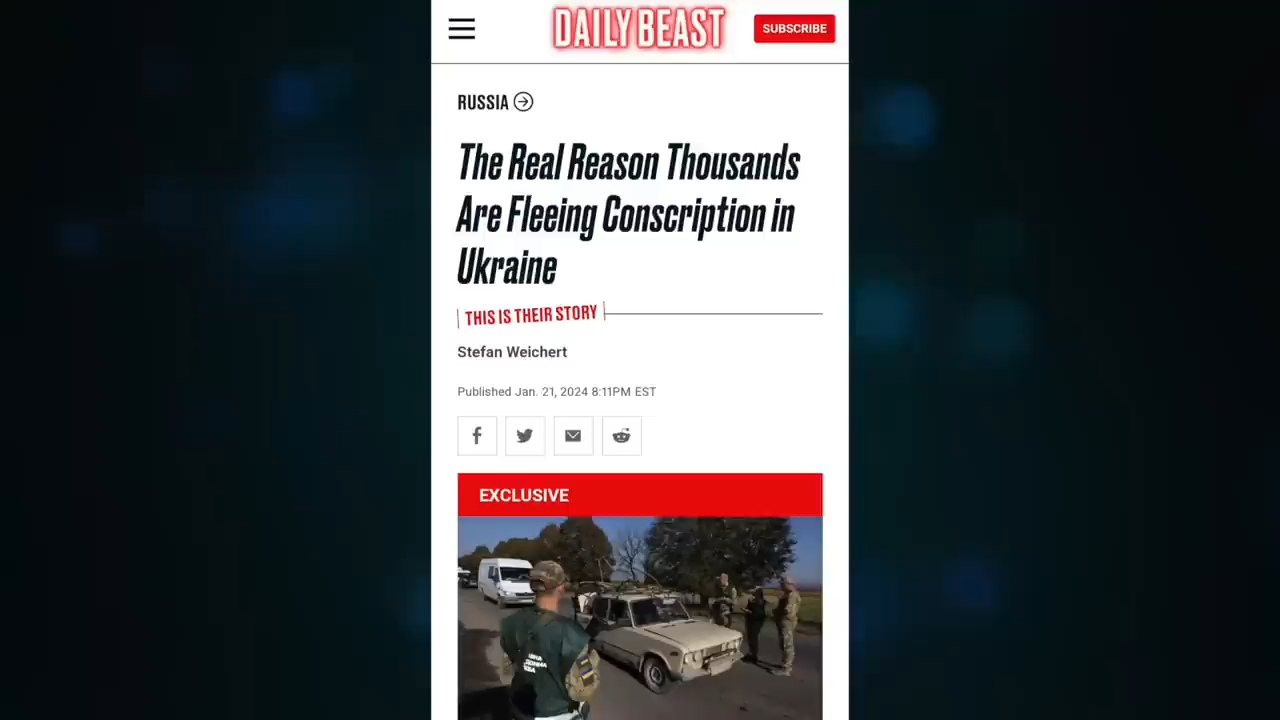 DAILY BEAST
SUBSCRIBE
RUSSIA
The Real Reason Thousands
Are Fleeing Conscription in
Ukraine
THIS IS THEIR STORY
Stefan Weichert
Published Jan. 21, 2024 8:11PM EST
EXCLUSIVE